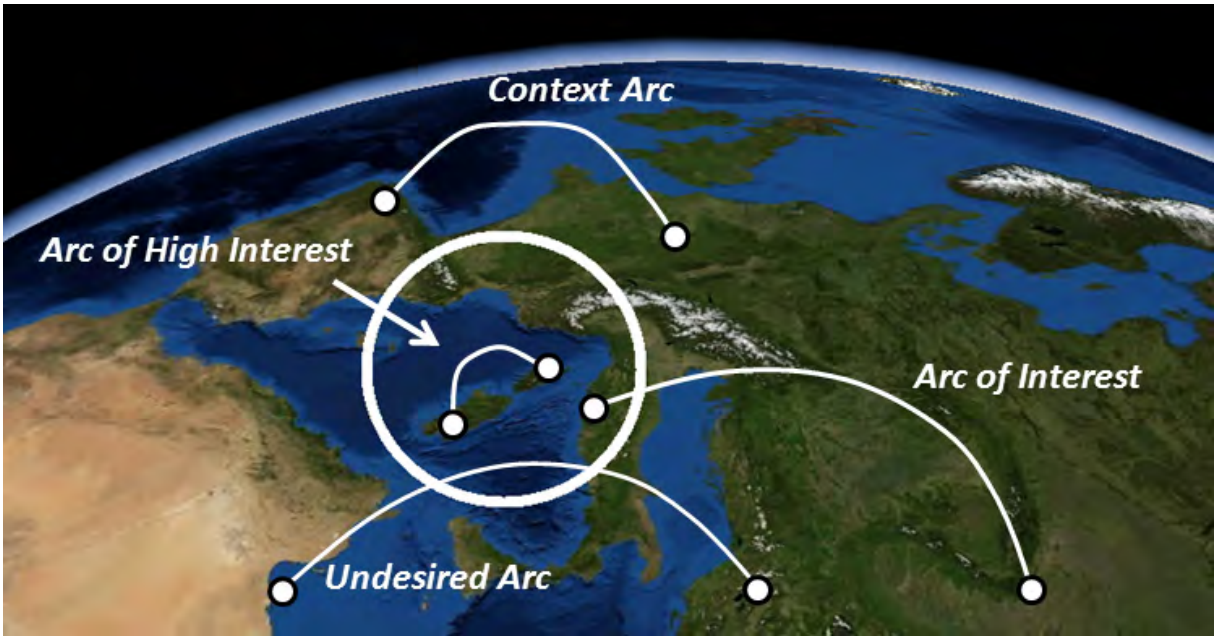 Context Arc
Arc of High Interest
Arc of Interest
Undesired Arc